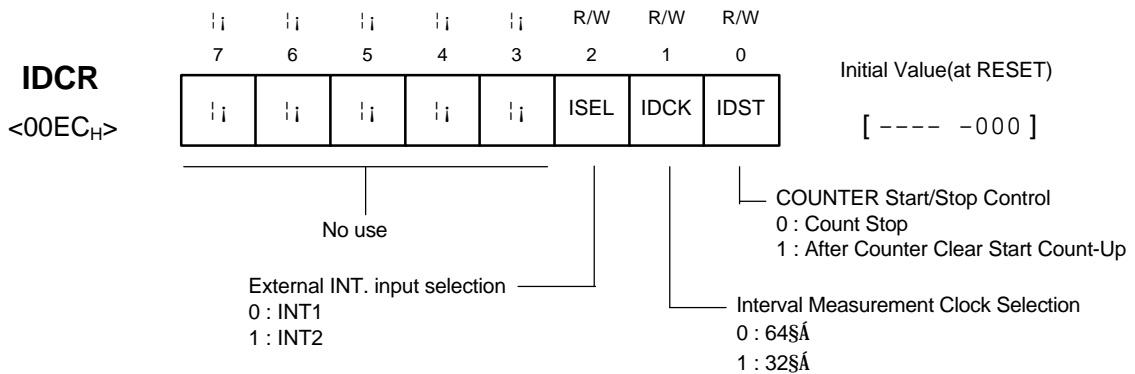 ¦¡ ¦¡ ¦¡ ¦¡ ¦¡ R/W R/W R/W
7 6 5 4 3 2 1 0
IDCR
<00ECH>
¦¡ ¦¡ ¦¡ ¦¡ ¦¡ ISEL IDCK IDST
Initial Value(at RESET)
[ ---- -000 ]
No use
COUNTER Start/Stop Control
0 : Count Stop
1 : After Counter Clear Start Count-Up
External INT. input selection
0 : INT1
1 : INT2
Interval Measurement Clock Selection
0 : 64§Á
1 : 32§Á